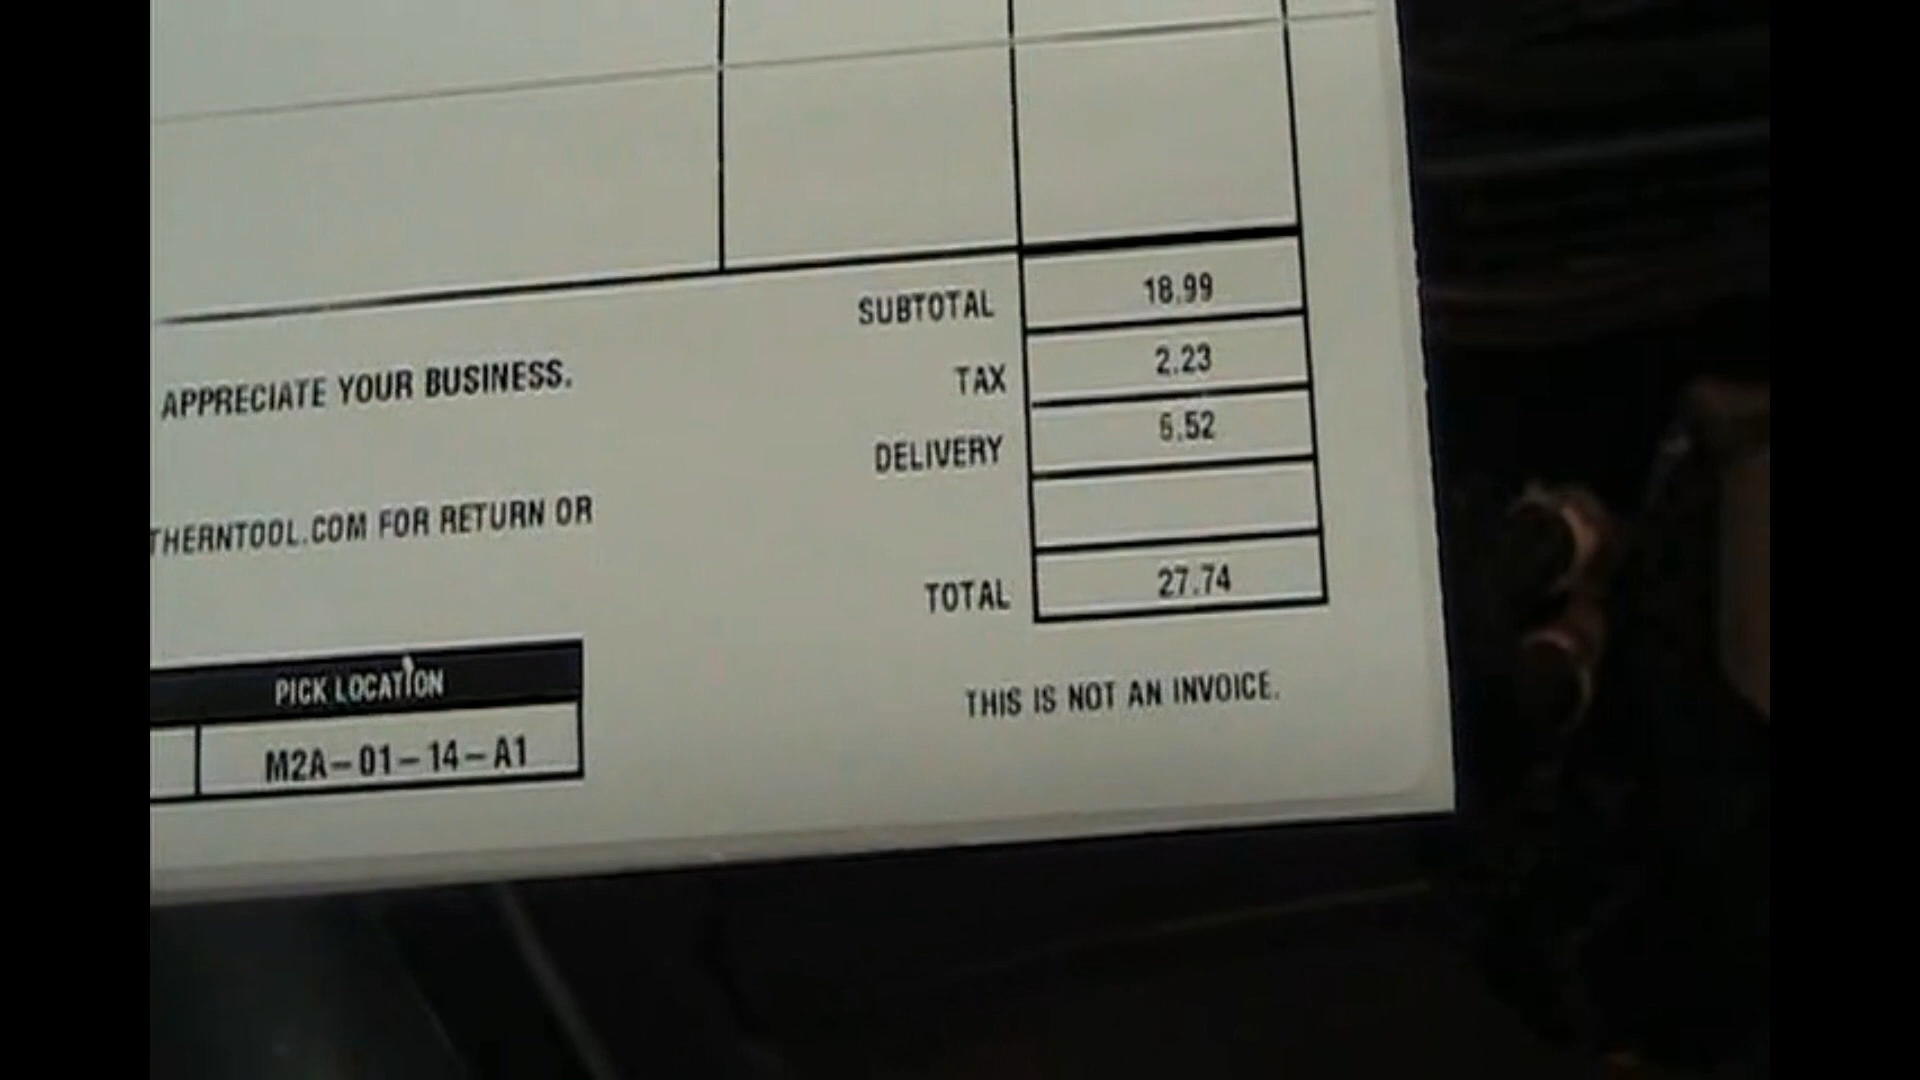 SUBTOTAL 18.99
APPRECIATE YOUR BUSINESS.
TAX 2.23
DELIVERY 6.52
THERNTOOL.COM FOR RETURN OR
TOTAL 27.74
PICK LOCATION
THIS IS NOT AN INVOICE.
M2A-01-14-A1